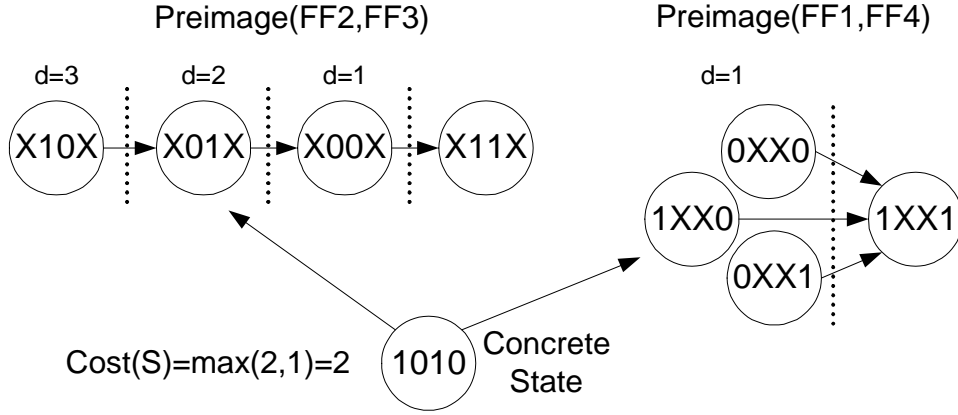 Preimage(FF2,FF3)
Preimage(FF1,FF4)
d=3
d=2
d=1
d=1
X10X
X01X
X00X
X11X
0XX0
1XX0
1XX1
0XX1
Cost(S)=max(2,1)=2
1010
Concrete
State